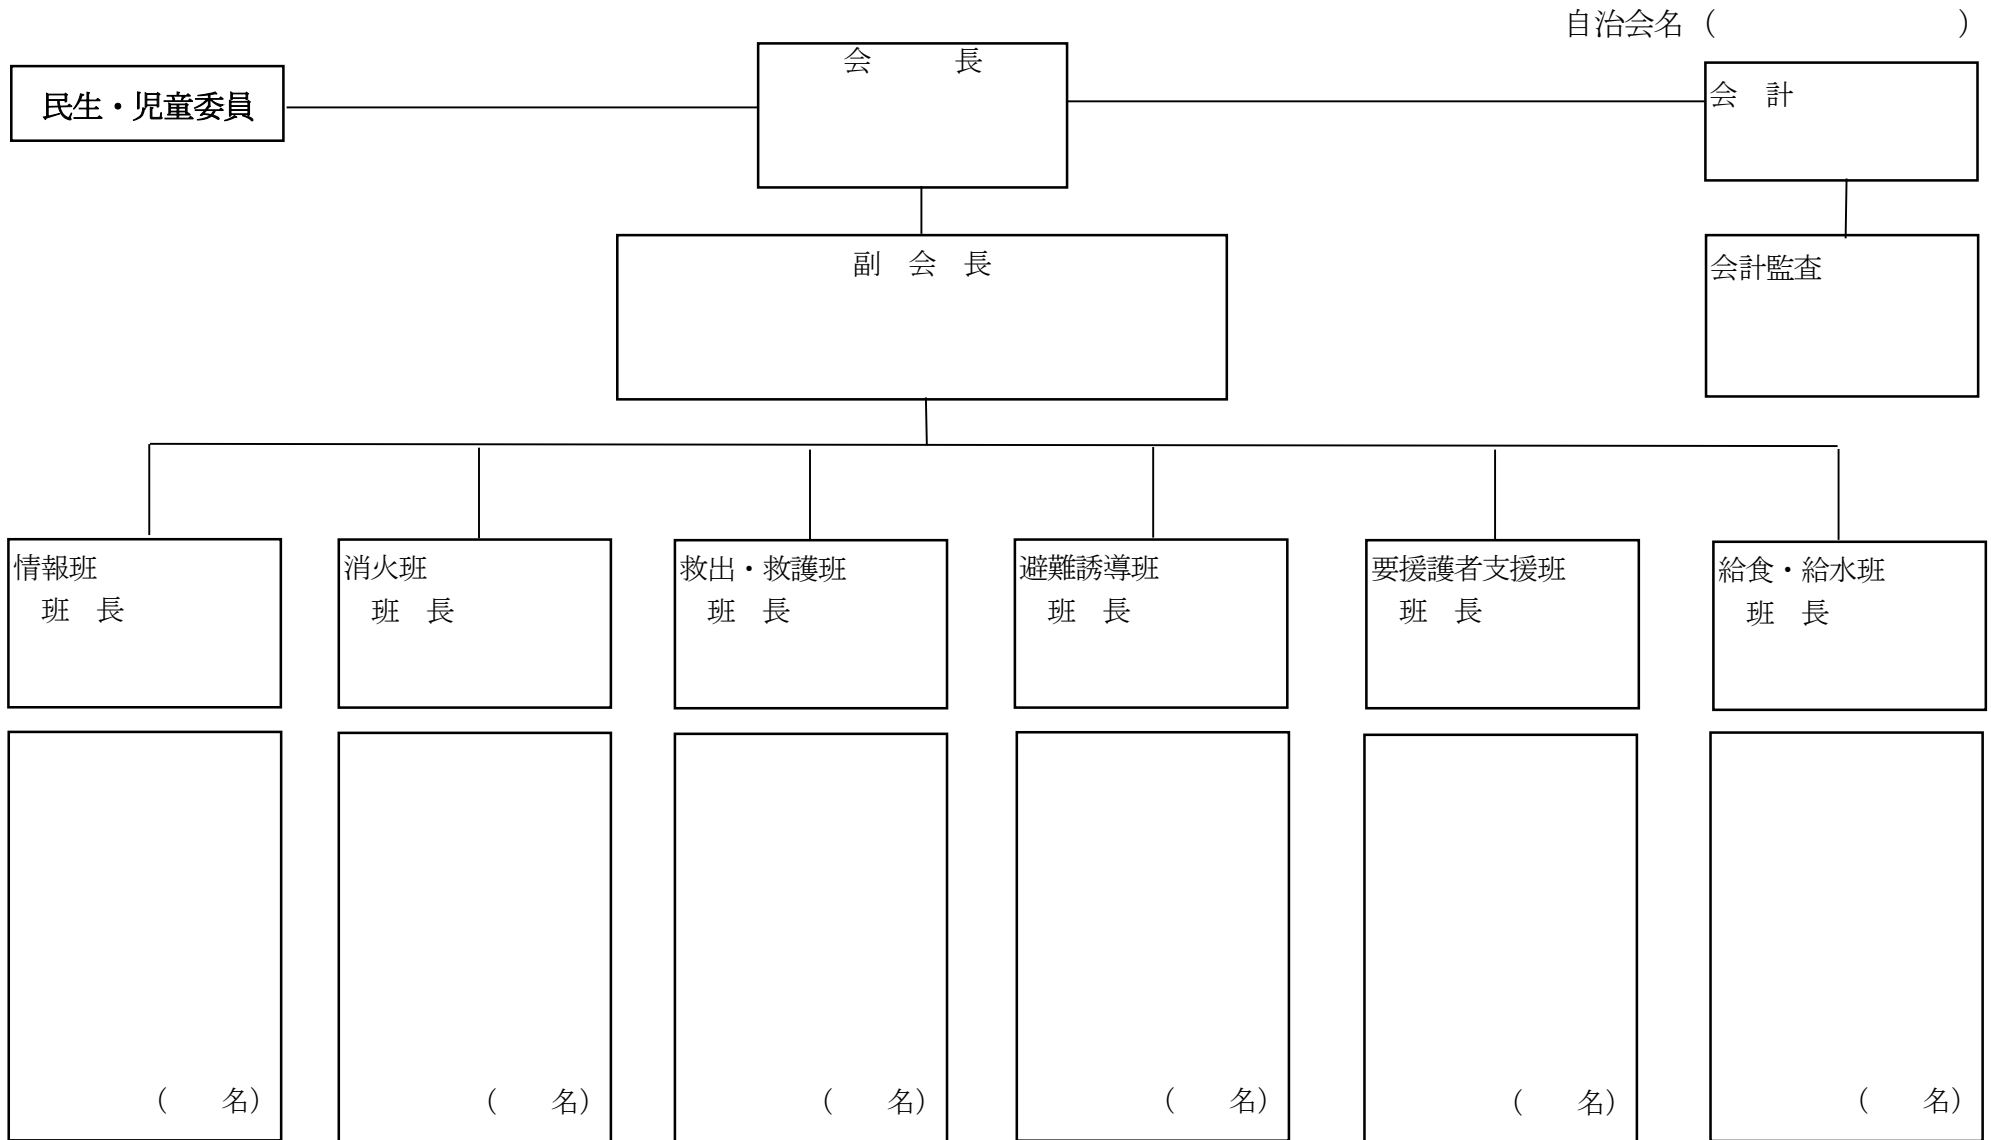 自治会名（　　　　　　　　）
会　　　長
民生・児童委員
会　計
副　会　長
会計監査
情報班
班　長
消火班
班　長
救出・救護班
班　長
避難誘導班
班　長
要援護者支援班
班　長
給食・給水班
班　長
（　　名）
（　　名）
（　　名）
（　　名）
（　　名）
（　　名）